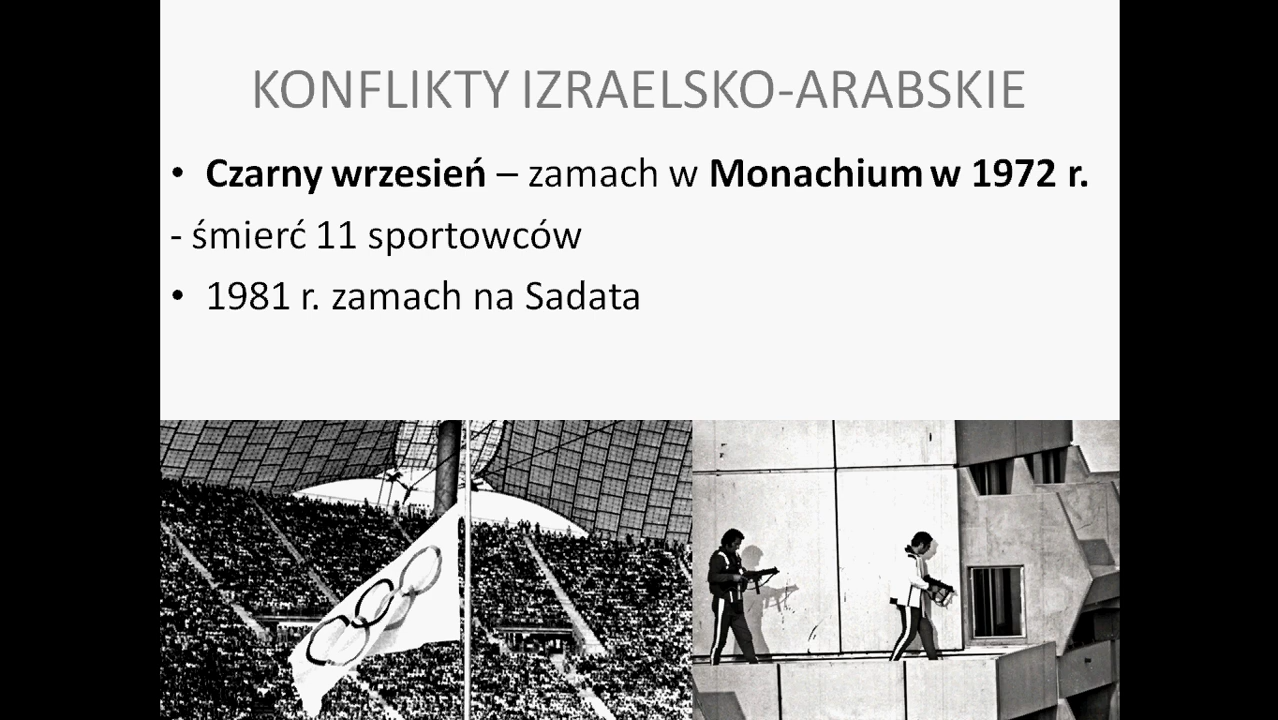 KONFLIKTY IZRAELSKO-ARABSKIE
• Czarny wrzesień – zamach w Monachium w 1972 r.
- śmierć 11 sportowców
• 1981 r. zamach na Sadata